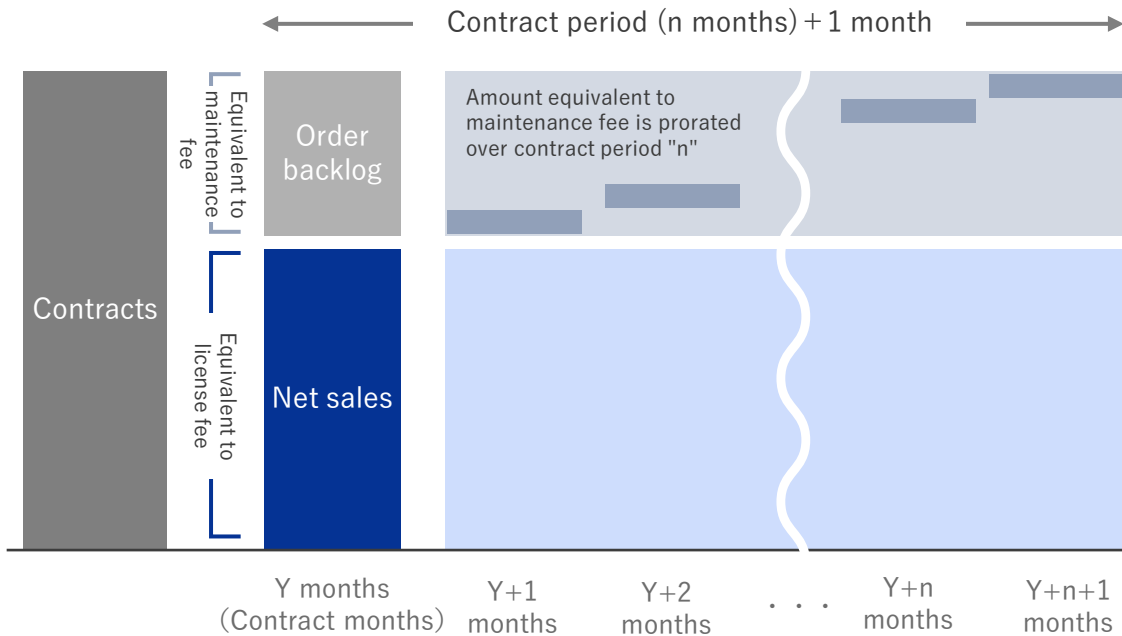 Contract period (n months)+1 month
Contracts
Equivalent to
maintenance
fee
Order
backlog
Amount equivalent to
maintenance fee is prorated
over contract period "n"
Equivalent to
license fee
Net sales
Y months
(Contract months)
Y+1
months
Y+2
months
. . .
Y+n
months
Y+n+1
months